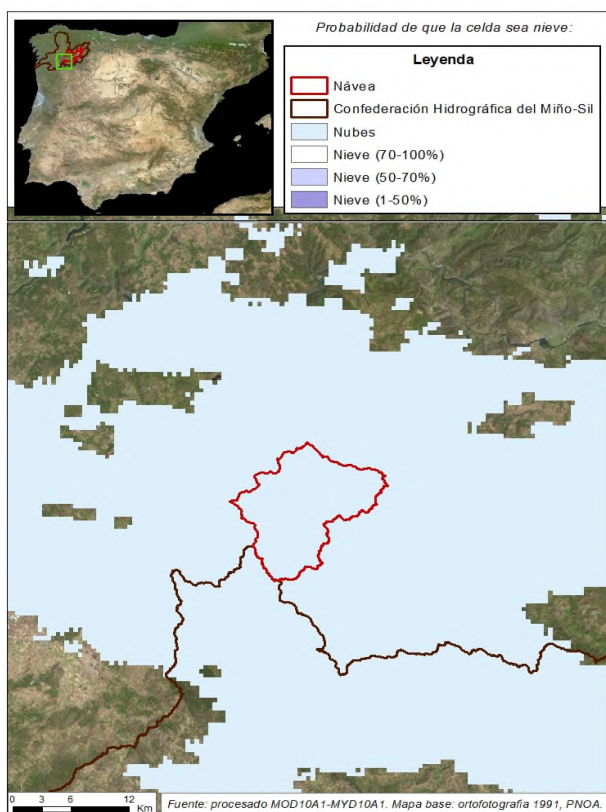 Probabilidad de que la celda sea nieve:
Leyenda
Návea
Confederación Hidrográfica del Miño-Sil
Nubes
Nieve (70-100%)
Nieve (50-70%)
Nieve (1-50%)
0 3 6 12
Km
Fuente: procesado MOD10A1-MYD10A1. Mapa base: ortofotografia 1991, PNOA.